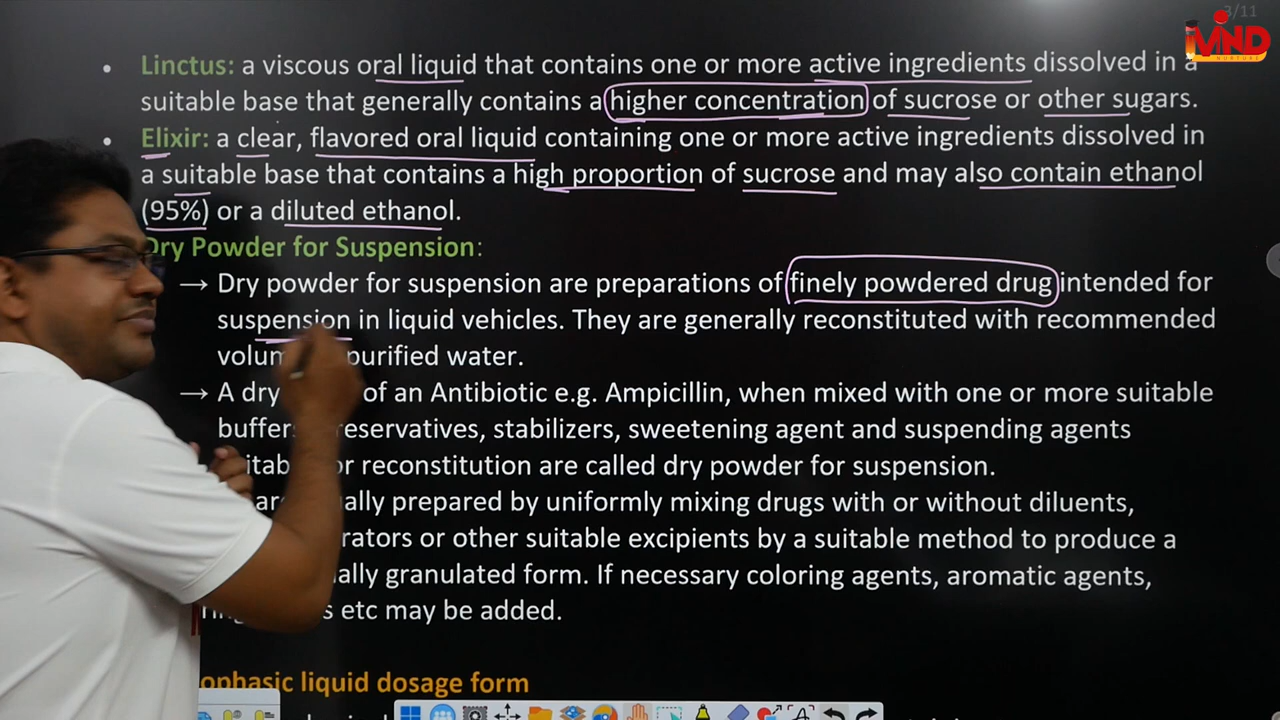 3/11
MIND
NURTURE
• Linctus: a viscous oral liquid that contains one or more active ingredients dissolved in a
suitable base that generally contains a higher concentration of sucrose or other sugars.
• Elixir: a clear, flavored oral liquid containing one or more active ingredients dissolved in
a suitable base that contains a high proportion of sucrose and may also contain ethanol
(95%) or a diluted ethanol.
Dry Powder for Suspension:
→ Dry powder for suspension are preparations of finely powdered drug intended for
suspension in liquid vehicles. They are generally reconstituted with recommended
volum purified water.
→ A dry of an Antibiotic e.g. Ampicillin, when mixed with one or more suitable
buffer reservatives, stabilizers, sweetening agent and suspending agents
itab or reconstitution are called dry powder for suspension.
ar ally prepared by uniformly mixing drugs with or without diluents,
rators or other suitable excipients by a suitable method to produce a
ally granulated form. If necessary coloring agents, aromatic agents,
s etc may be added.
ophasic liquid dosage form